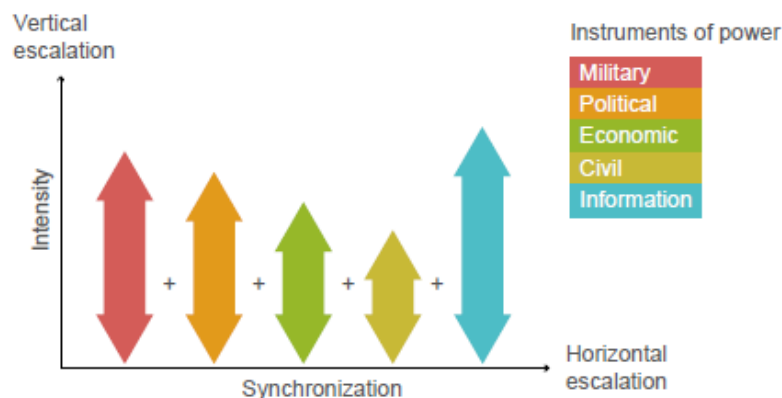 Vertical
escalation
Instruments of power
Military
Political
Economic
Civil
Information
Intensity
+ + + +
Synchronization
Horizontal
escalation